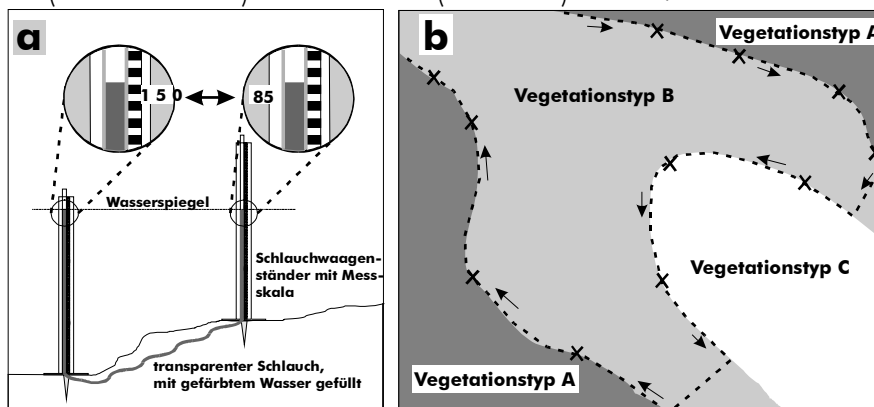 a
1 5 0
85
Wasserspiegel
Schlauchwaagen-
ständer mit Mess-
skala
transparenter Schlauch,
mit gefärbtem Wasser gefüllt
b
Vegetationstyp A
Vegetationstyp B
Vegetationstyp C
Vegetationstyp A